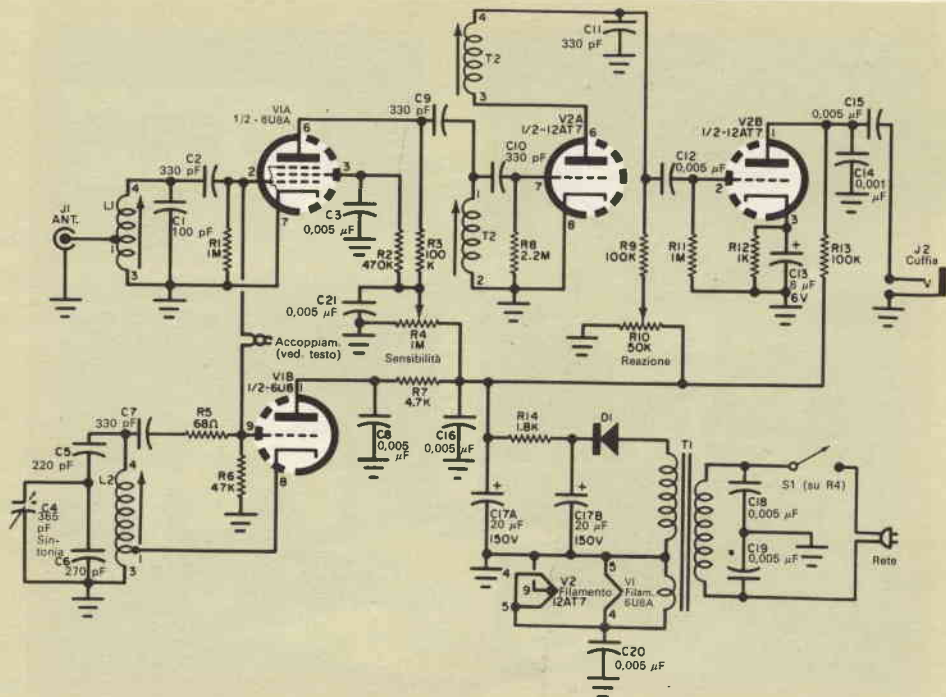 4
T2
3
C11
330 pF
V1A
1/2-6U8A
6
2
3
7
C9
330 pF
C2
330 pF
J1
ANT.
L1
4
1
3
C1
100 pF
R1
1M
C3
0,005 µF
R2
470K
R3
100
K
C10
330 pF
1
T2
2
V2A
1/2-12AT7
6
7
8
R8
2.2M
C12
0,005 µF
V2B
1/2-12AT7
1
2
3
C15
0,005 µF
C14
0,001
µF
R9
100K
R11
1M
R12
1K
+
C13
8 µF
6V
R13
100K
J2
Cuffia
C21
0,005 µF
R4
1M
Sensibilità
R10
50K
Reazione
Accoppiam.
(ved. testo)
V1B
1/2-6U8
1
9
8
C7
330 pF
R5
68Ω
C5
220 pF
C4
365
pF
Sin-
tonia
L2
4
1
3
C6
270 pF
R6
47K
R7
4.7K
C8
0,005
µF
C16
0,005 µF
R14
1.8K
D1
T1
+
C17A
20 µF
150V
+
C17B
20 µF
150V
S1 (su R4)
C18
0,005 µF
C19
0,005 µF
Rete
4
9
5
V2
Filamento
12AT7
5
V1
Filam.
6U8A
4
C20
0,005 µF